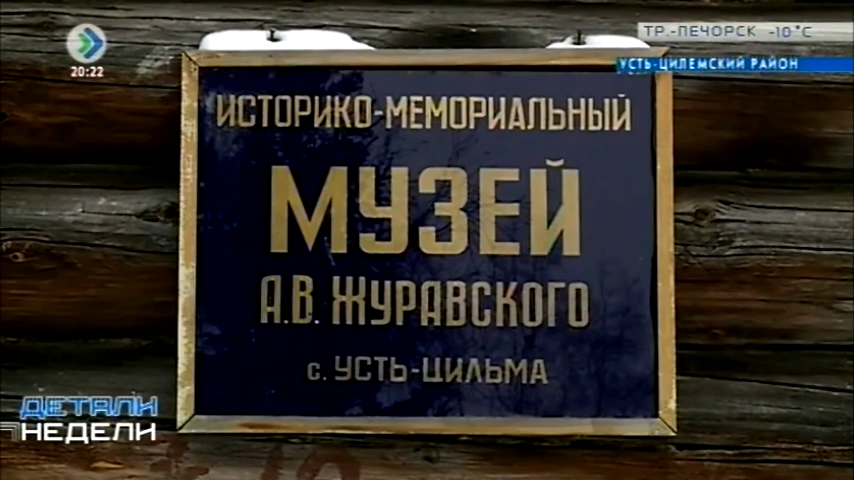 ТР.-ПЕЧОРСК -10°C
20:22
УСТЬ-ЦИЛЕМСКИЙ РАЙОН
ИСТОРИКО-МЕМОРИАЛЬНЫЙ
МУЗЕЙ
А.В. ЖУРАВСКОГО
с. УСТЬ-ЦИЛЬМА
ДЕТАЛИ
НЕДЕЛИ